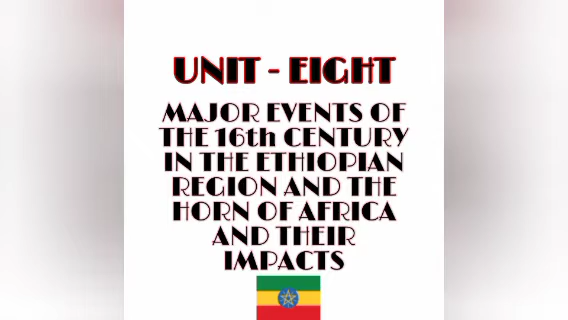 UNIT - EIGHT
MAJOR EVENTS OF
THE 16th CENTURY
IN THE ETHIOPIAN
REGION AND THE
HORN OF AFRICA
AND THEIR
IMPACTS